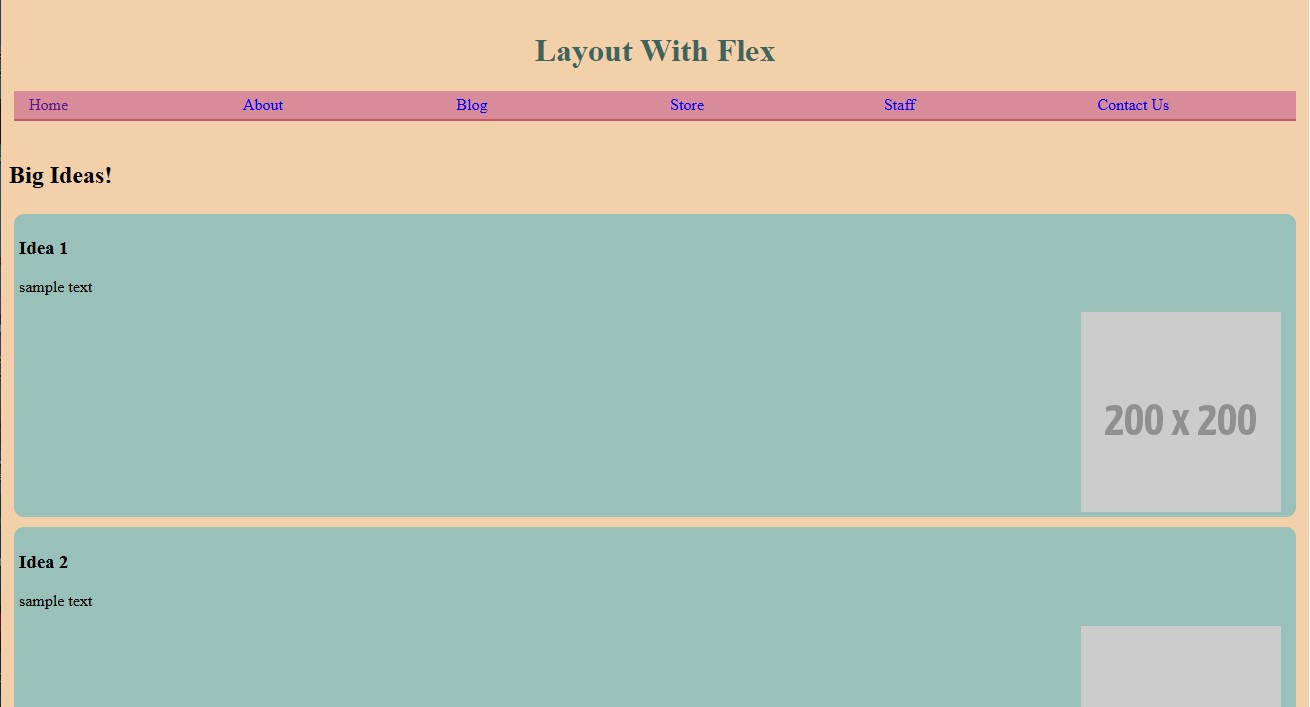 Layout With Flex
Home About Blog Store Staff Contact Us
Big Ideas!
Idea 1
sample text
200 x 200
Idea 2
sample text